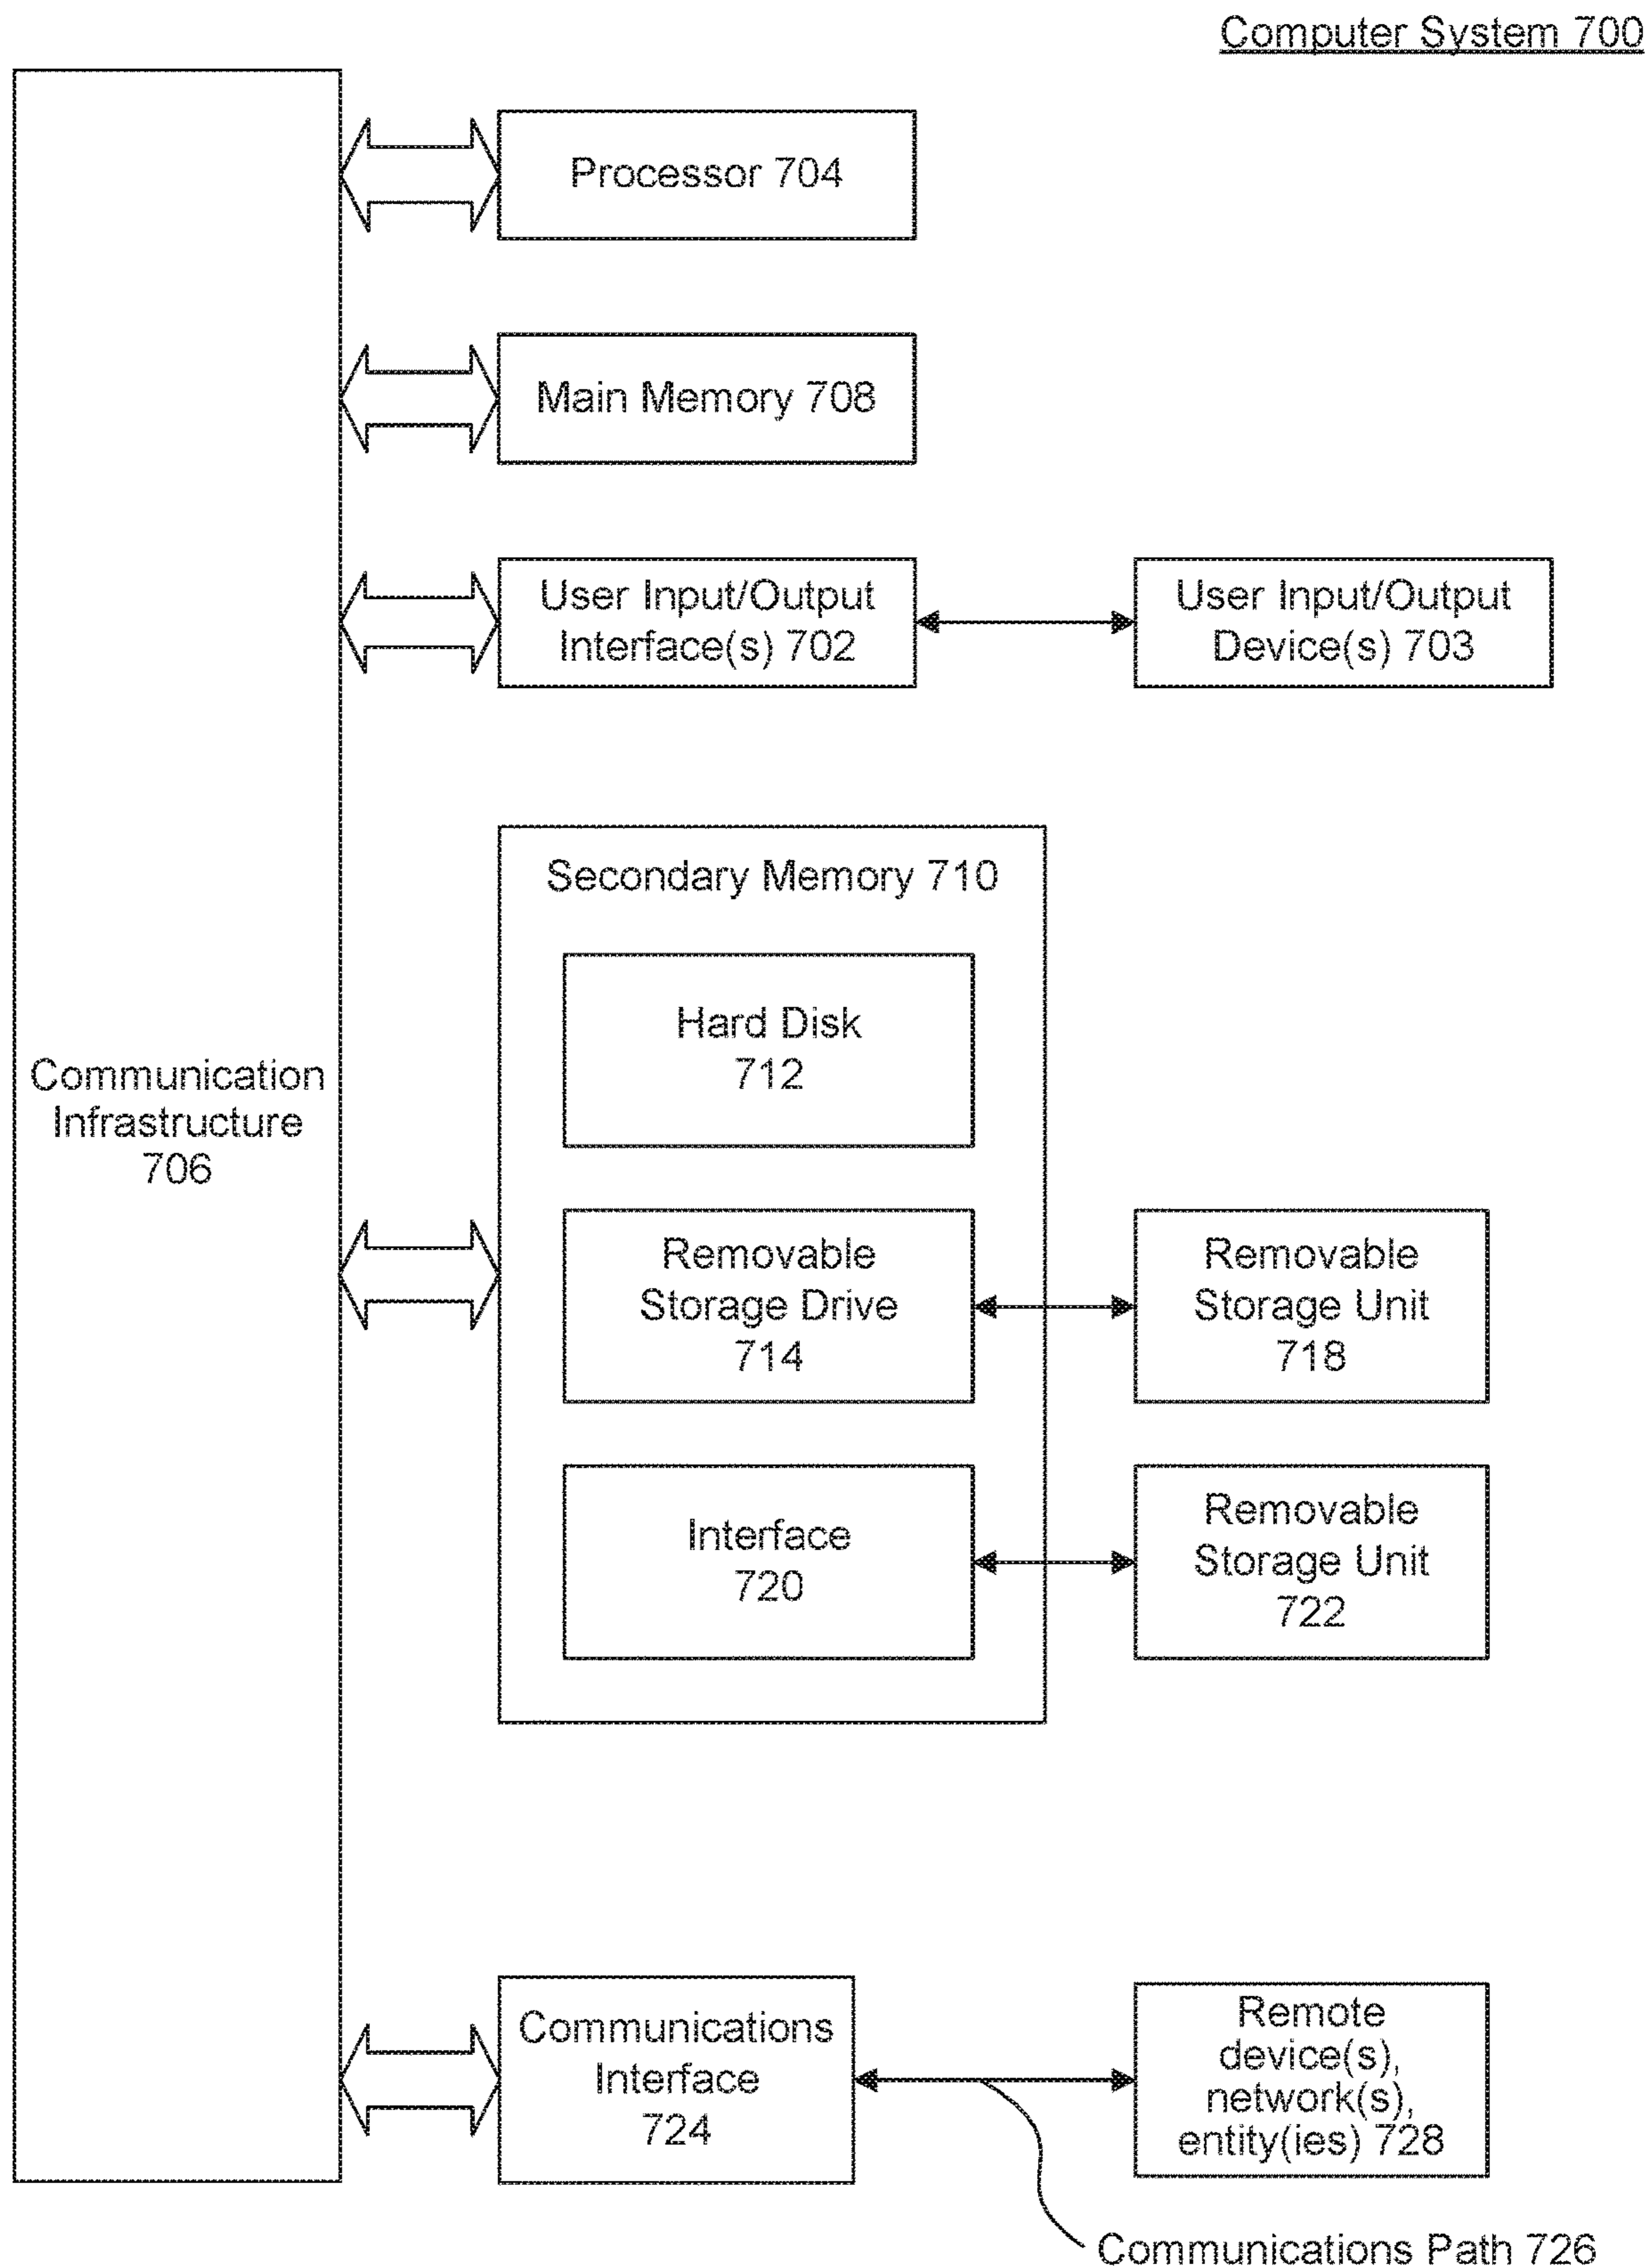 Computer System 700
Processor 704
Main Memory 708
User Input/Output
Interface(s) 702
User Input/Output
Device(s) 703
Secondary Memory 710
Hard Disk
712
Communication
Infrastructure
706
Removable
Storage Drive
714
Removable
Storage Unit
718
Interface
720
Removable
Storage Unit
722
Communications
Interface
724
Remote
device(s),
network(s),
entity(ies) 728
Communications Path 726